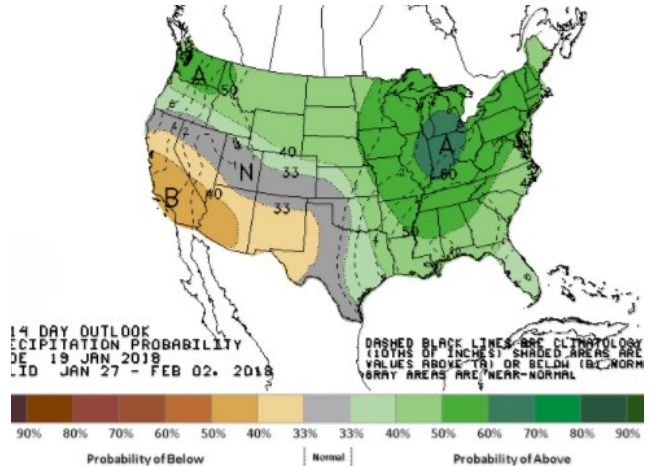 A
50
40
33
N
40
33
B
A
60
50
14 DAY OUTLOOK
ECIPITATION PROBABILITY
DE 19 JAN 2018
LID JAN 27 - FEB 02, 2018
DASHED BLACK LINES ARE CLIMATOLOGY
(10THS OF INCHES) SHADED AREAS ARE
VALUES ABOVE (A) OR BELOW (B) NORM
GRAY AREAS ARE NEAR-NORMAL
90% 80% 70% 60% 50% 40% 33% 33% 40% 50% 60% 70% 80% 90%
Probability of Below Normal Probability of Above